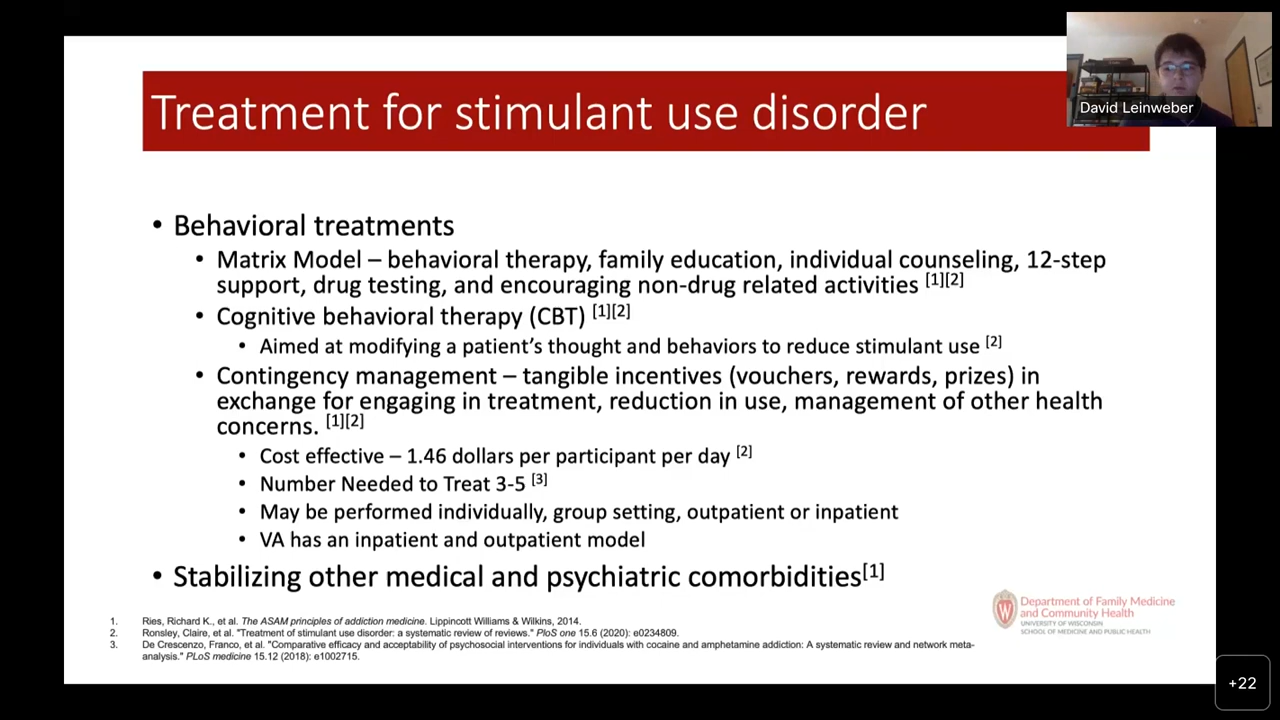 Treatment for stimulant use disorder
David Leinweber
• Behavioral treatments
• Matrix Model – behavioral therapy, family education, individual counseling, 12-step
support, drug testing, and encouraging non-drug related activities [1][2]
• Cognitive behavioral therapy (CBT) [1][2]
• Aimed at modifying a patient’s thought and behaviors to reduce stimulant use [2]
• Contingency management – tangible incentives (vouchers, rewards, prizes) in
exchange for engaging in treatment, reduction in use, management of other health
concerns. [1][2]
• Cost effective – 1.46 dollars per participant per day [2]
• Number Needed to Treat 3-5 [3]
• May be performed individually, group setting, outpatient or inpatient
• VA has an inpatient and outpatient model
• Stabilizing other medical and psychiatric comorbidities[1]
1. Ries, Richard K., et al. The ASAM principles of addiction medicine. Lippincott Williams & Wilkins, 2014.
2. Ronsley, Claire, et al. "Treatment of stimulant use disorder: a systematic review of reviews." PloS one 15.6 (2020): e0234809.
3. De Crescenzo, Franco, et al. "Comparative efficacy and acceptability of psychosocial interventions for individuals with cocaine and amphetamine addiction: A systematic review and network meta-
analysis." PLoS medicine 15.12 (2018): e1002715.
Department of Family Medicine
and Community Health
UNIVERSITY OF WISCONSIN
SCHOOL OF MEDICINE AND PUBLIC HEALTH
+22